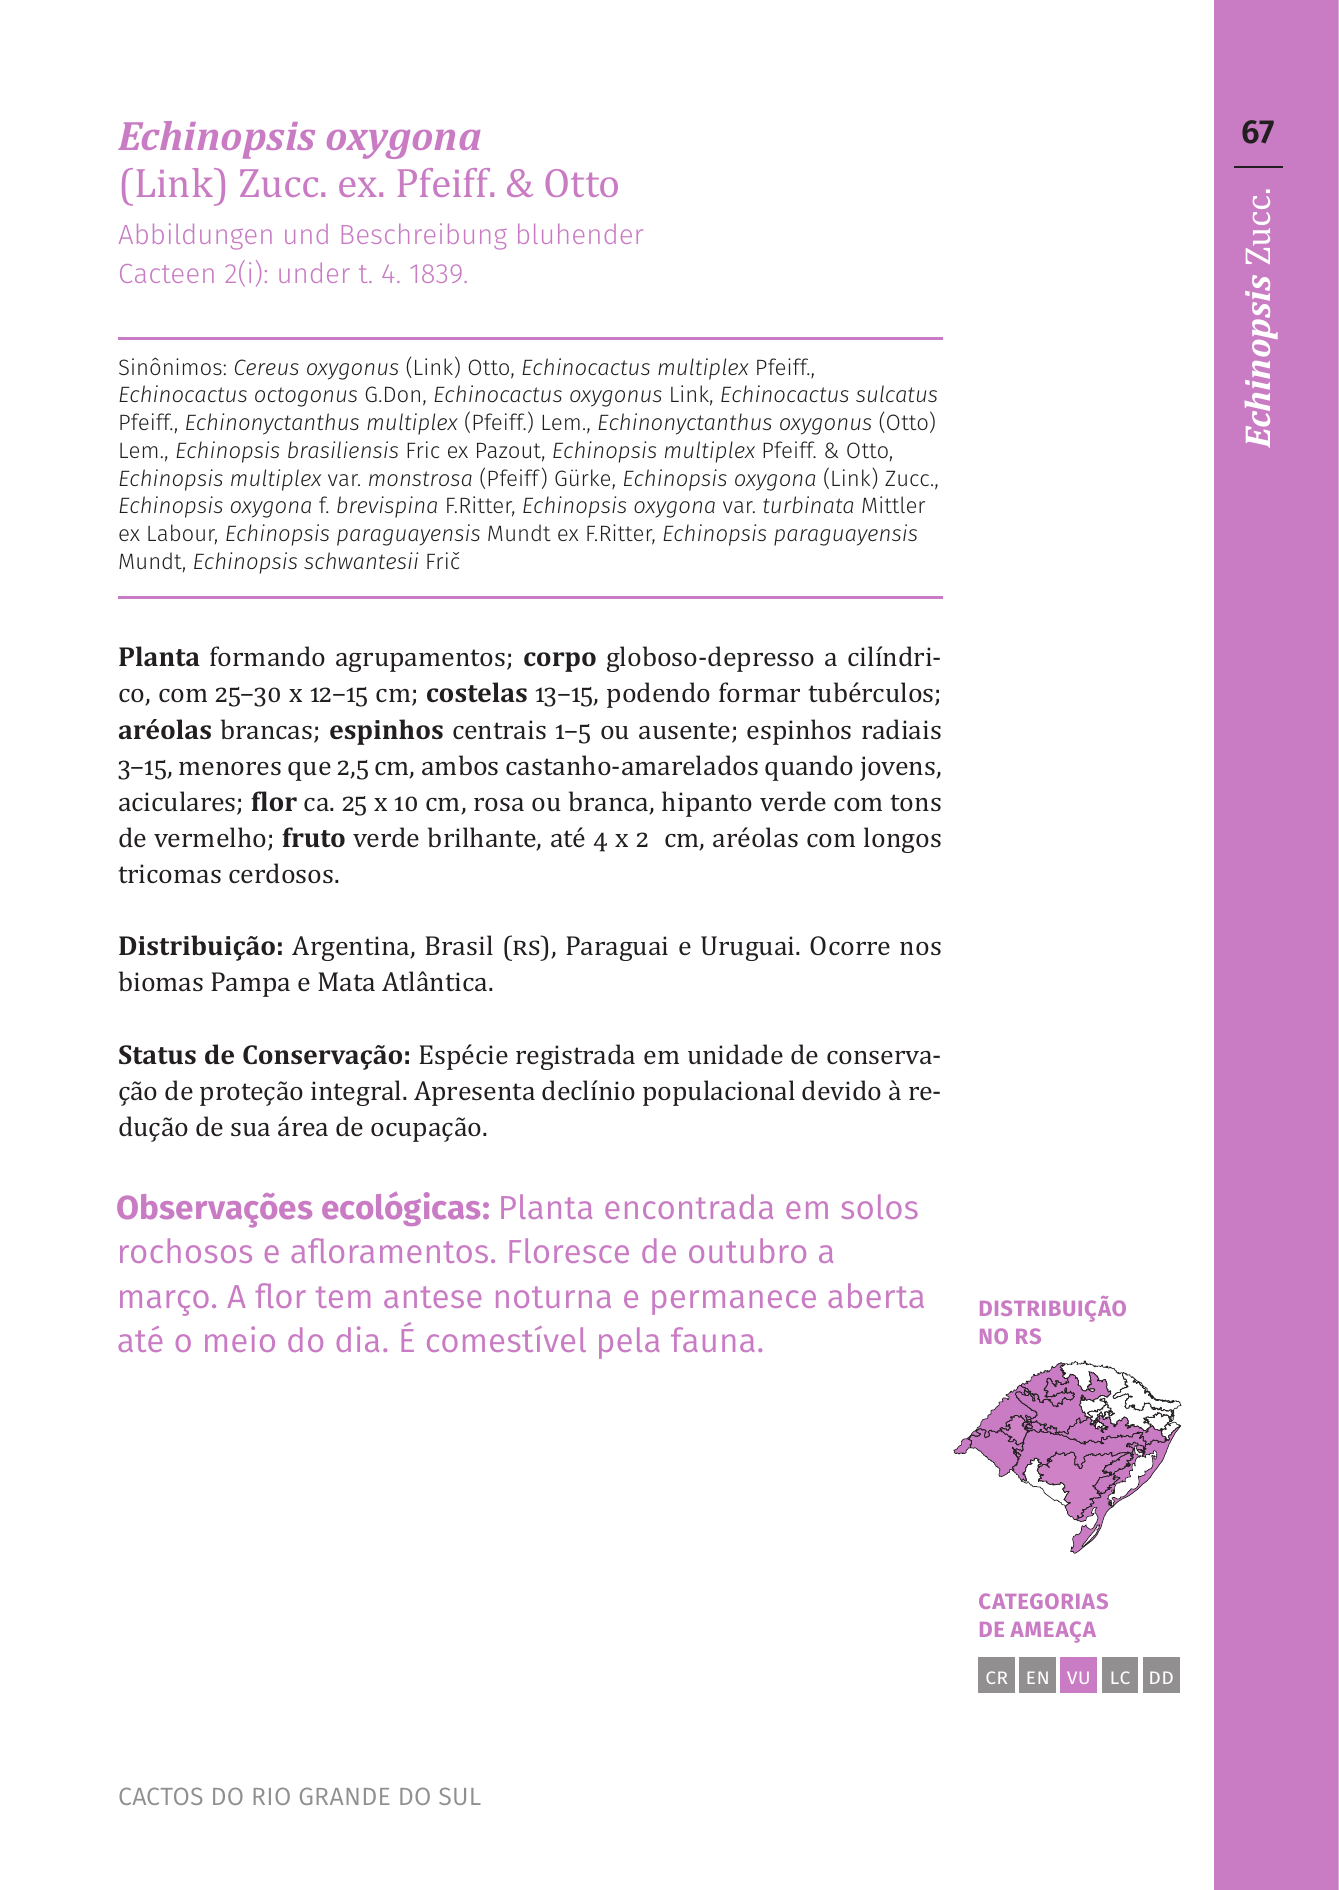 Echinopsis oxygona
(Link) Zucc. ex. Pfeiff. & Otto
Abbildungen und Beschreibung bluhender
Cacteen 2(i): under t. 4. 1839.
Sinônimos: Cereus oxygonus (Link) Otto, Echinocactus multiplex Pfeiff.,
Echinocactus octogonus G.Don, Echinocactus oxygonus Link, Echinocactus sulcatus
Pfeiff., Echinonyctanthus multiplex (Pfeiff.) Lem., Echinonyctanthus oxygonus (Otto)
Lem., Echinopsis brasiliensis Fric ex Pazout, Echinopsis multiplex Pfeiff. & Otto,
Echinopsis multiplex var. monstrosa (Pfeiff) Gürke, Echinopsis oxygona (Link) Zucc.,
Echinopsis oxygona f. brevispina F.Ritter, Echinopsis oxygona var. turbinata Mittler
ex Labour, Echinopsis paraguayensis Mundt ex F.Ritter, Echinopsis paraguayensis
Mundt, Echinopsis schwantesii Frič
Planta formando agrupamentos; corpo globoso-depresso a cilíndri-
co, com 25–30 x 12–15 cm; costelas 13–15, podendo formar tubérculos;
aréolas brancas; espinhos centrais 1–5 ou ausente; espinhos radiais
3–15, menores que 2,5 cm, ambos castanho-amarelados quando jovens,
aciculares; flor ca. 25 x 10 cm, rosa ou branca, hipanto verde com tons
de vermelho; fruto verde brilhante, até 4 x 2 cm, aréolas com longos
tricomas cerdosos.
Distribuição: Argentina, Brasil (RS), Paraguai e Uruguai. Ocorre nos
biomas Pampa e Mata Atlântica.
Status de Conservação: Espécie registrada em unidade de conserva-
ção de proteção integral. Apresenta declínio populacional devido à re-
dução de sua área de ocupação.
Observações ecológicas: Planta encontrada em solos
rochosos e afloramentos. Floresce de outubro a
março. A flor tem antese noturna e permanece aberta
até o meio do dia. É comestível pela fauna.
DISTRIBUIÇÃO
NO RS
CATEGORIAS
DE AMEAÇA
CR EN VU LC DD
CACTOS DO RIO GRANDE DO SUL
67
Echinopsis Zucc.